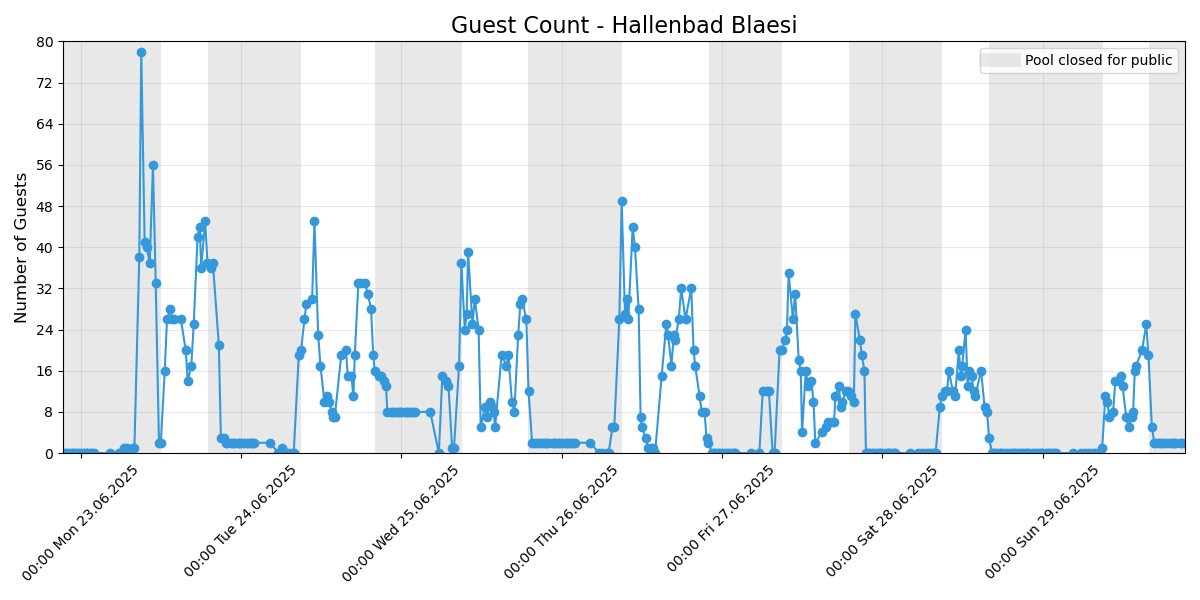 Guest Count - Hallenbad Blaesi
Pool closed for public
Number of Guests
80
72
64
56
48
40
32
24
16
8
0
00:00 Mon 23.06.2025
00:00 Tue 24.06.2025
00:00 Wed 25.06.2025
00:00 Thu 26.06.2025
00:00 Fri 27.06.2025
00:00 Sat 28.06.2025
00:00 Sun 29.06.2025